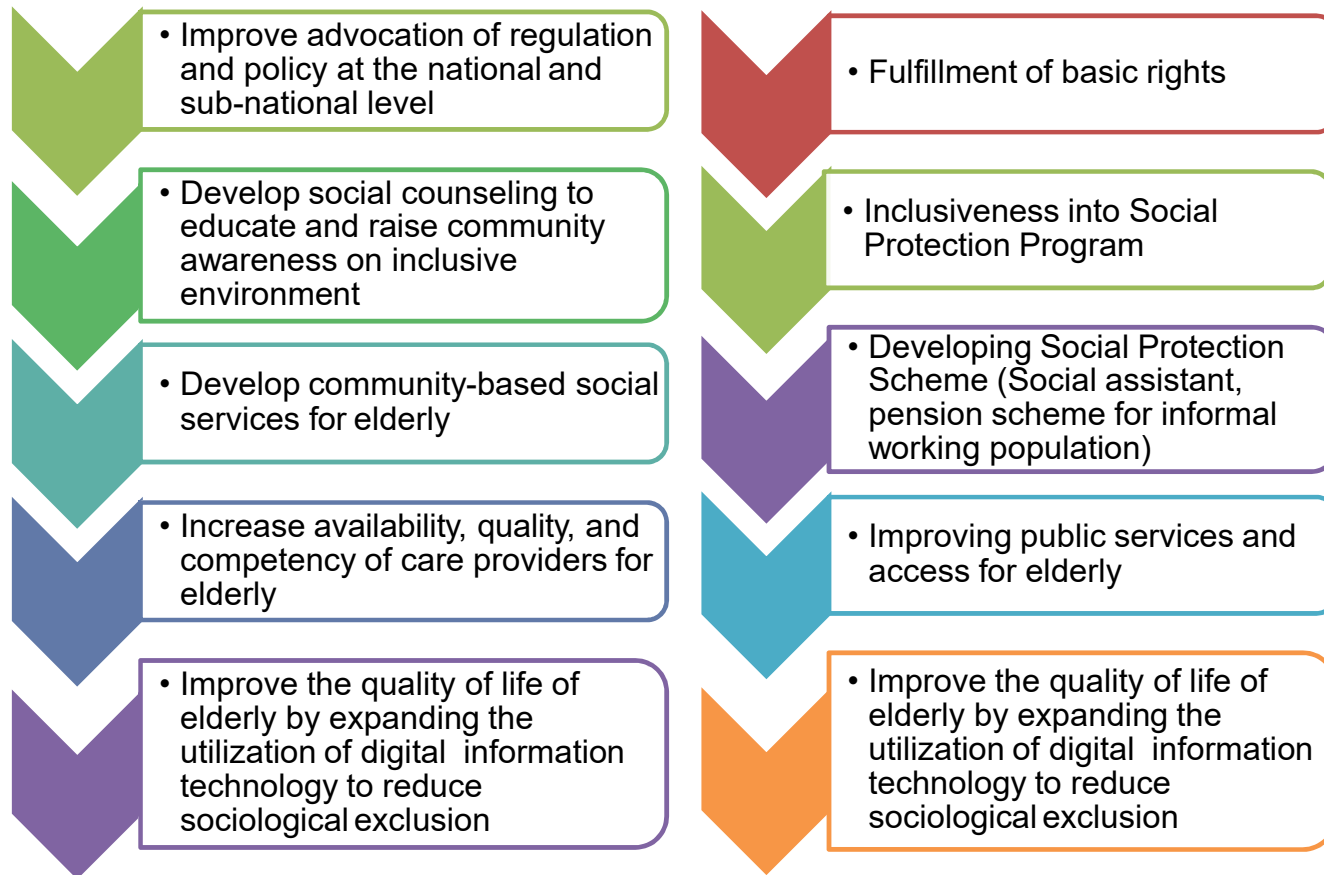 • Improve advocation of regulation
and policy at the national and
sub-national level
• Develop social counseling to
educate and raise community
awareness on inclusive
environment
• Develop community-based social
services for elderly
• Increase availability, quality, and
competency of care providers for
elderly
• Improve the quality of life of
elderly by expanding the
utilization of digital information
technology to reduce
sociological exclusion
• Fulfillment of basic rights
• Inclusiveness into Social
Protection Program
• Developing Social Protection
Scheme (Social assistant,
pension scheme for informal
working population)
• Improving public services and
access for elderly
• Improve the quality of life of
elderly by expanding the
utilization of digital information
technology to reduce
sociological exclusion